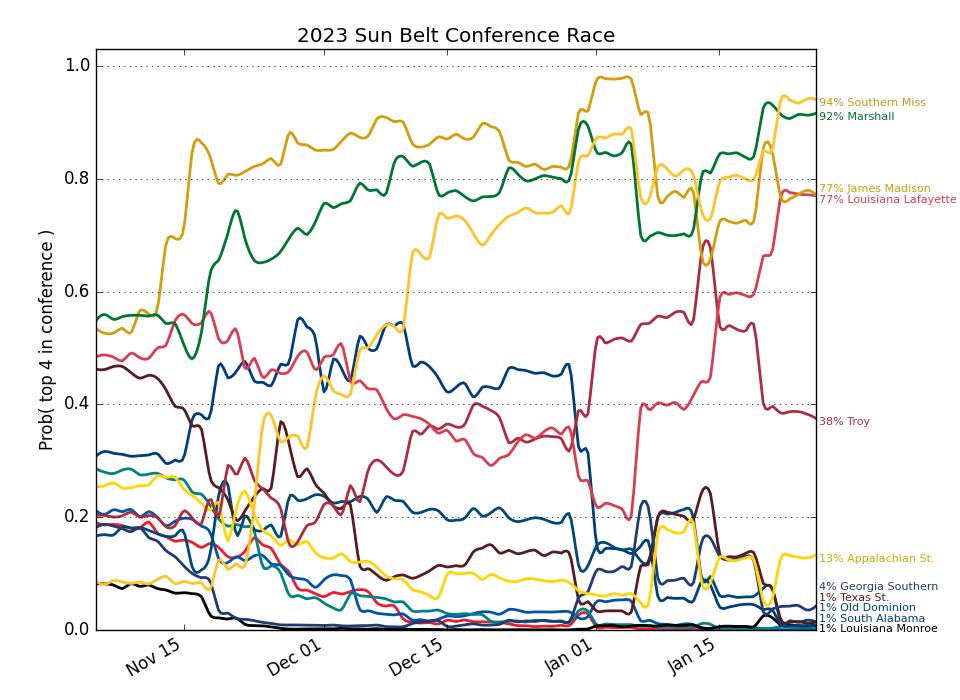 2023 Sun Belt Conference Race
Prob( top 4 in conference )
1.0
0.8
0.6
0.4
0.2
0.0
Nov 15
Dec 01
Dec 15
Jan 01
Jan 15
94% Southern Miss
92% Marshall
77% James Madison
77% Louisiana Lafayette
38% Troy
13% Appalachian St.
4% Georgia Southern
1% Texas St.
1% Old Dominion
1% South Alabama
1% Louisiana Monroe